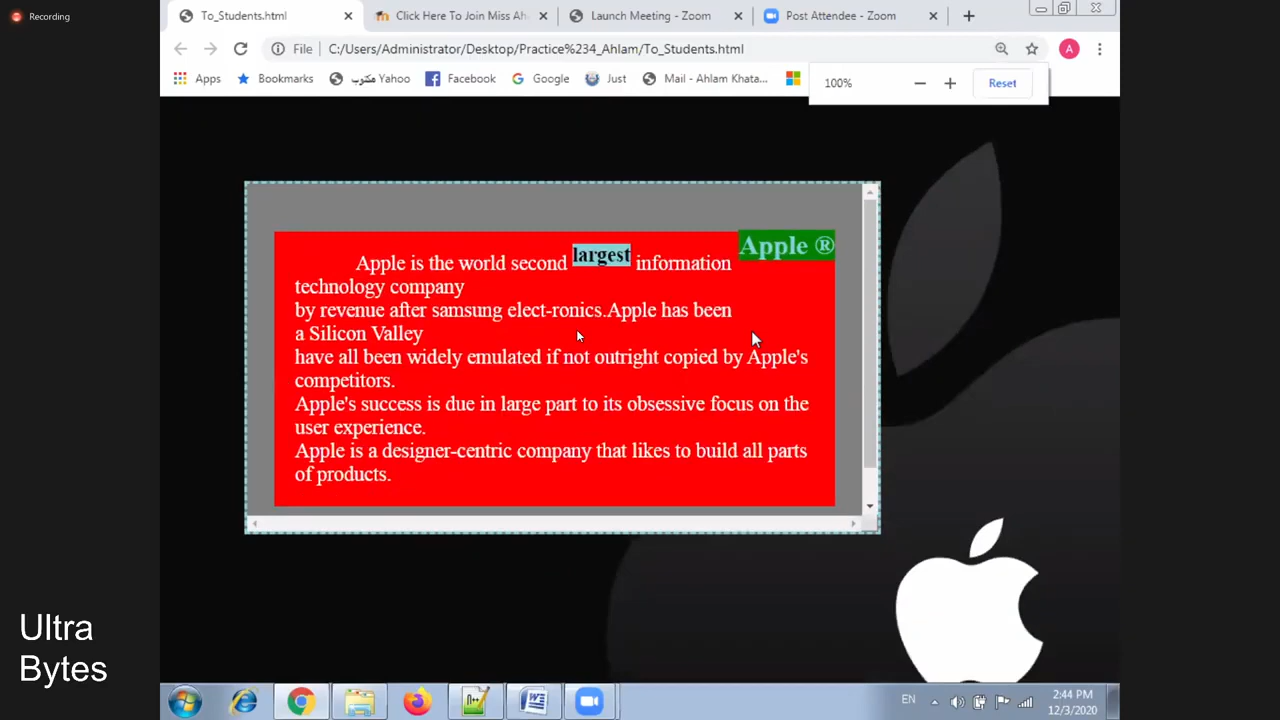 Recording
To_Students.html
Click Here To Join Miss Ah
Launch Meeting - Zoom
Post Attendee - Zoom
File
C:/Users/Administrator/Desktop/Practice%234_Ahlam/To_Students.html
A
Apps
Bookmarks
مكتوب Yahoo
Facebook
Google
Just
Mail - Ahlam Khata...
100%
Reset
Apple ®
Apple is the world second largest information
technology company
by revenue after samsung elect-ronics.Apple has been
a Silicon Valley
have all been widely emulated if not outright copied by Apple's
competitors.
Apple's success is due in large part to its obsessive focus on the
user experience.
Apple is a designer-centric company that likes to build all parts
of products.
Ultra
Bytes
EN
2:44 PM
12/3/2020